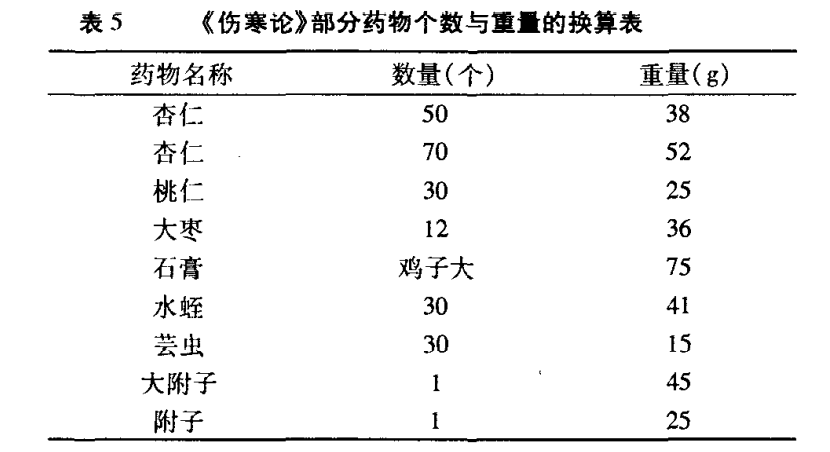 表 5 《伤寒论》部分药物个数与重量的换算表
药物名称 数量(个) 重量(g)
杏仁 50 38
杏仁 70 52
桃仁 30 25
大枣 12 36
石膏 鸡子大 75
水蛭 30 41
芸虫 30 15
大附子 1 45
附子 1 25